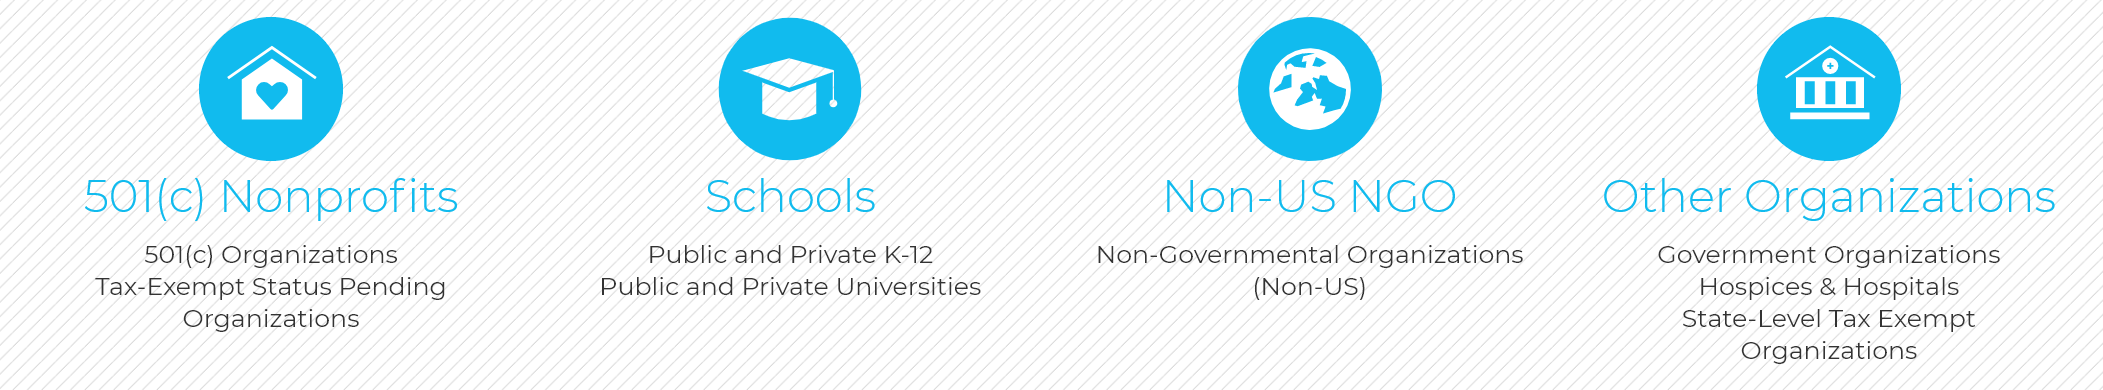 501(c) Nonprofits
501(c) Organizations
Tax-Exempt Status Pending
Organizations
Schools
Public and Private K-12
Public and Private Universities
Non-US NGO
Non-Governmental Organizations
(Non-US)
Other Organizations
Government Organizations
Hospices & Hospitals
State-Level Tax Exempt
Organizations